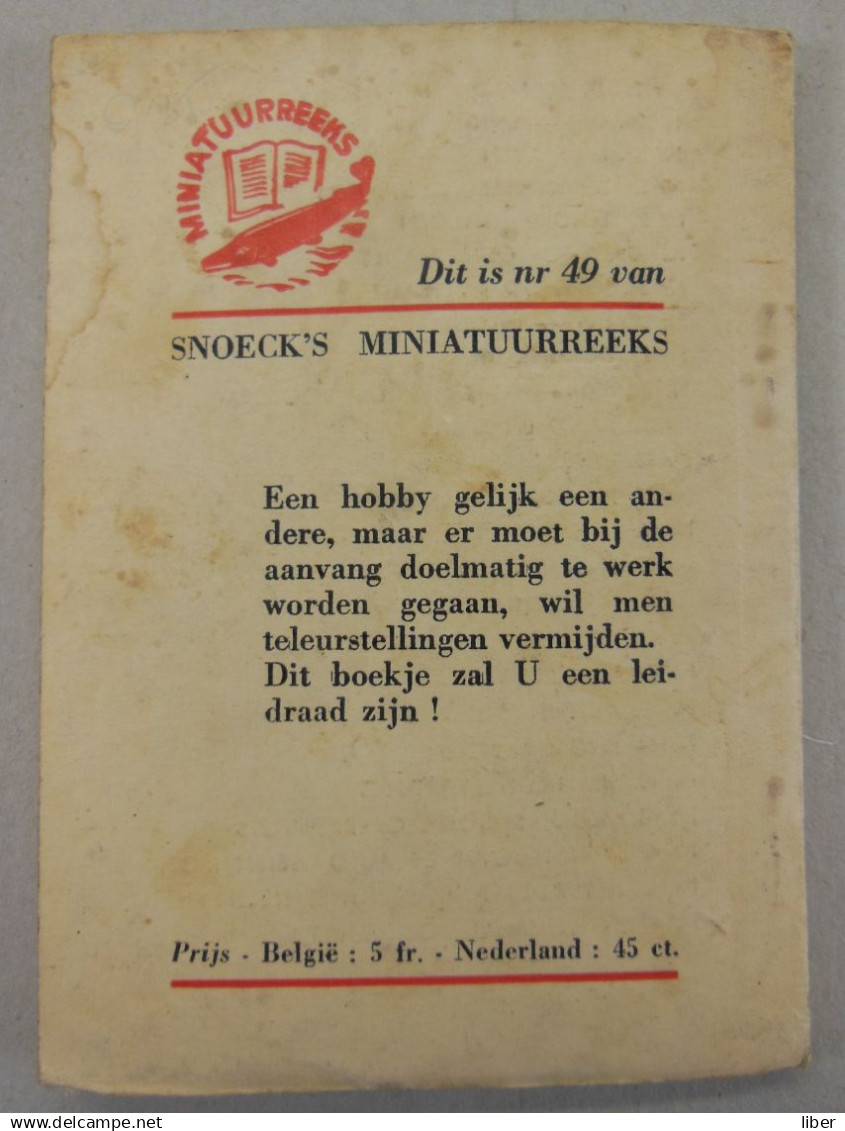 MINIATUURREEKS
Dit is nr 49 van
SNOECK'S MINIATUURREEKS
Een hobby gelijk een an-
dere, maar er moet bij de
aanvang doelmatig te werk
worden gegaan, wil men
teleurstellingen vermijden.
Dit boekje zal U een lei-
draad zijn !
Prijs - België : 5 fr. - Nederland : 45 ct.
delcampe.net
liber